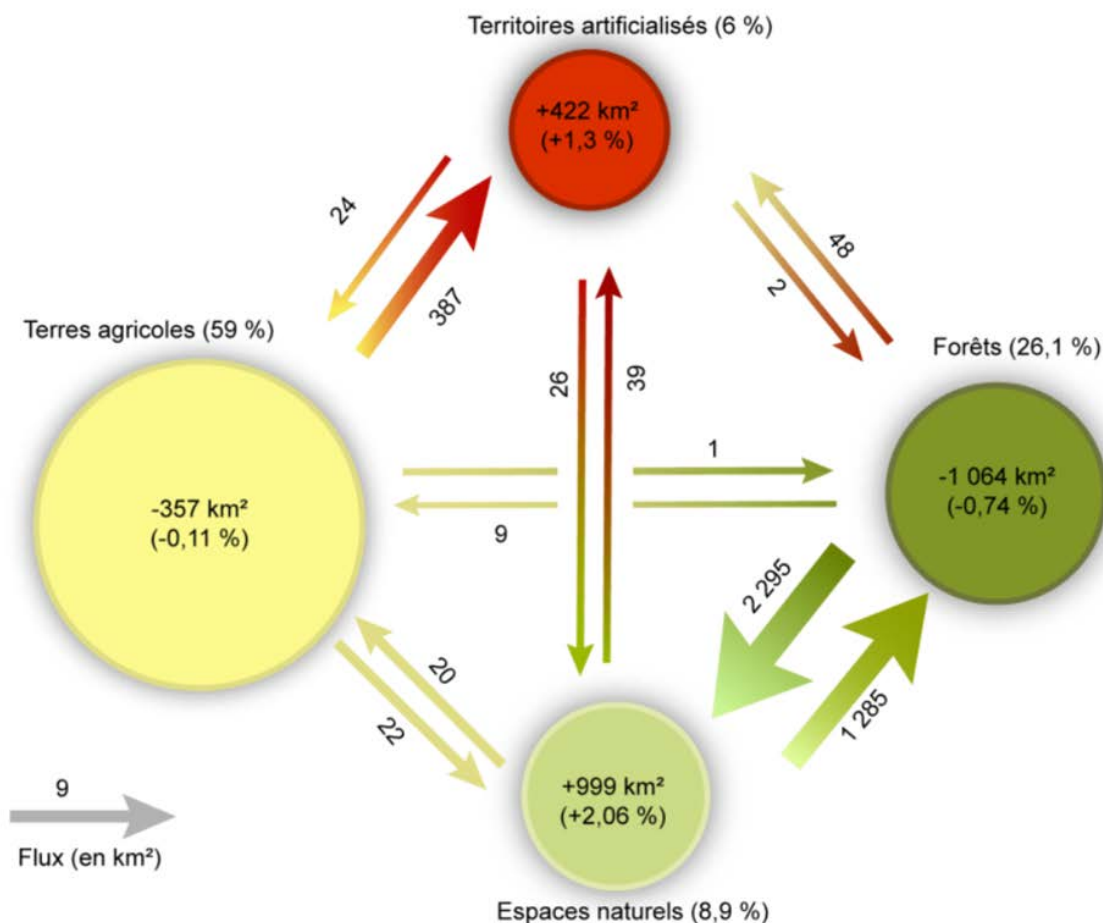 Territoires artificialisés (6 %)
+422 km²
(+1,3 %)
24
387
48
2
Terres agricoles (59 %)
Forêts (26,1 %)
26
39
1
9
-357 km²
(-0,11 %)
-1 064 km²
(-0,74 %)
2 295
1 285
20
22
+999 km²
(+2,06 %)
9
Flux (en km²)
Espaces naturels (8,9 %)